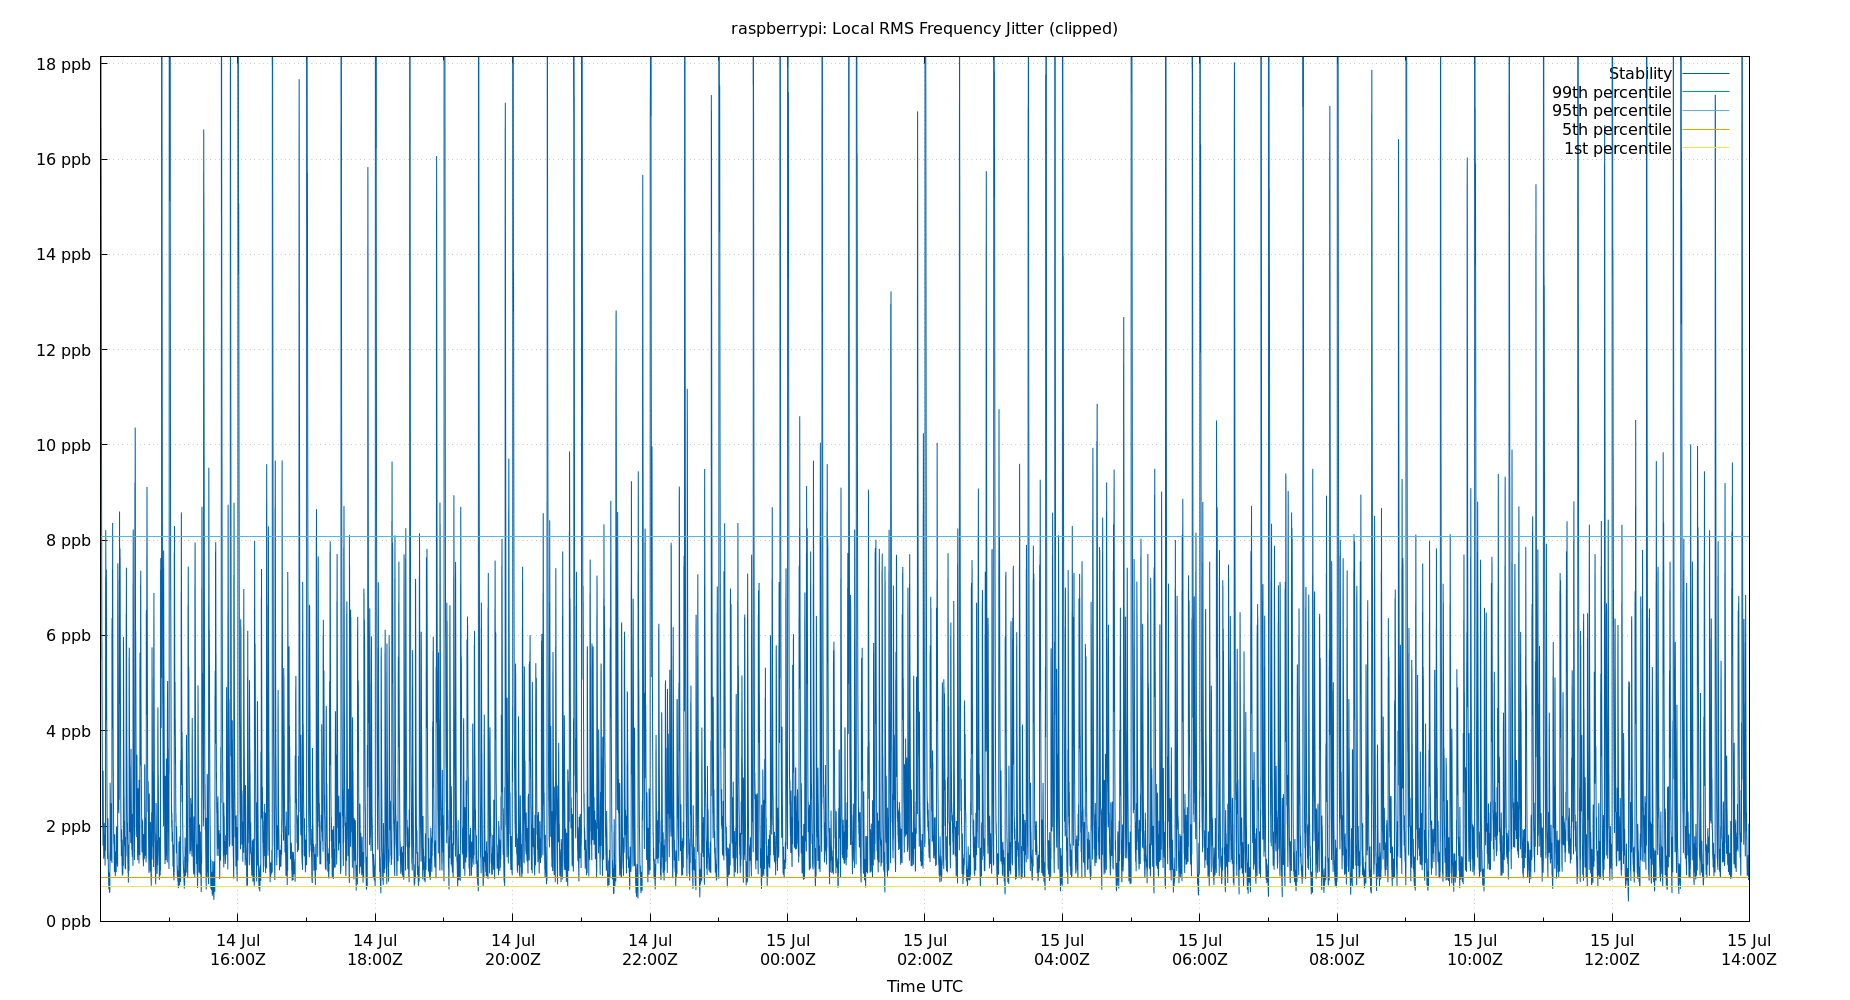 raspberrypi: Local RMS Frequency Jitter (clipped)
18 ppb
16 ppb
14 ppb
12 ppb
10 ppb
8 ppb
6 ppb
4 ppb
2 ppb
0 ppb
Stability
99th percentile
95th percentile
5th percentile
1st percentile
14 Jul 14 Jul 14 Jul 14 Jul 15 Jul 15 Jul 15 Jul 15 Jul 15 Jul 15 Jul 15 Jul 15 Jul
16:00Z 18:00Z 20:00Z 22:00Z 00:00Z 02:00Z 04:00Z 06:00Z 08:00Z 10:00Z 12:00Z 14:00Z
Time UTC